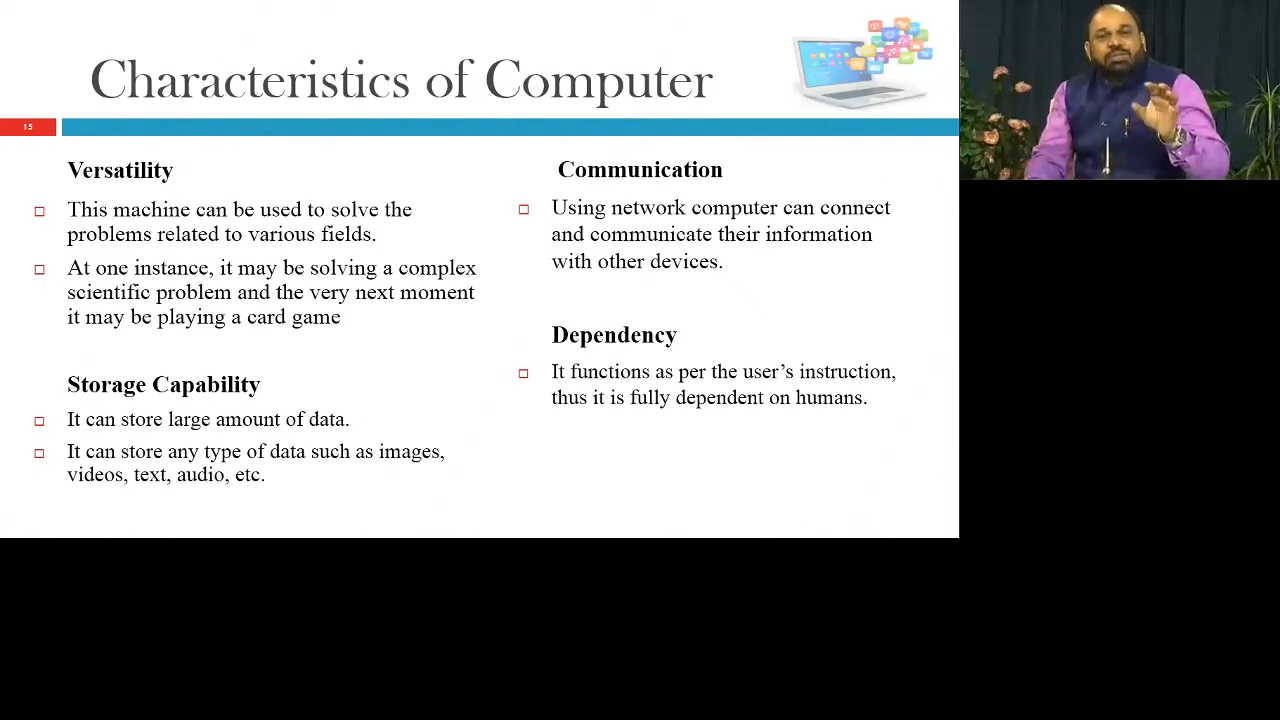 Characteristics of Computer
15
Versatility
This machine can be used to solve the
problems related to various fields.
At one instance, it may be solving a complex
scientific problem and the very next moment
it may be playing a card game
Storage Capability
It can store large amount of data.
It can store any type of data such as images,
videos, text, audio, etc.
Communication
Using network computer can connect
and communicate their information
with other devices.
Dependency
It functions as per the user’s instruction,
thus it is fully dependent on humans.